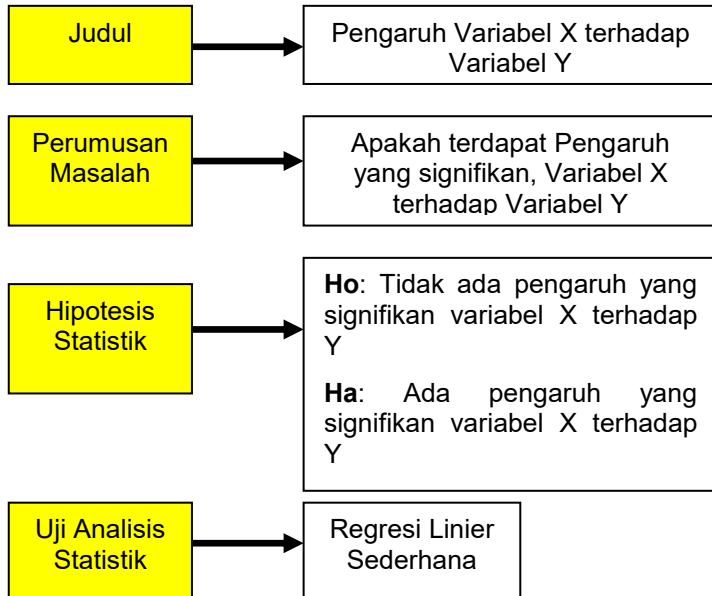 Judul
Pengaruh Variabel X terhadap
Variabel Y
Perumusan
Masalah
Apakah terdapat Pengaruh
yang signifikan, Variabel X
terhadap Variabel Y
Hipotesis
Statistik
Ho: Tidak ada pengaruh yang
signifikan variabel X terhadap
Y
Ha: Ada pengaruh yang
signifikan variabel X terhadap
Y
Uji Analisis
Statistik
Regresi Linier
Sederhana